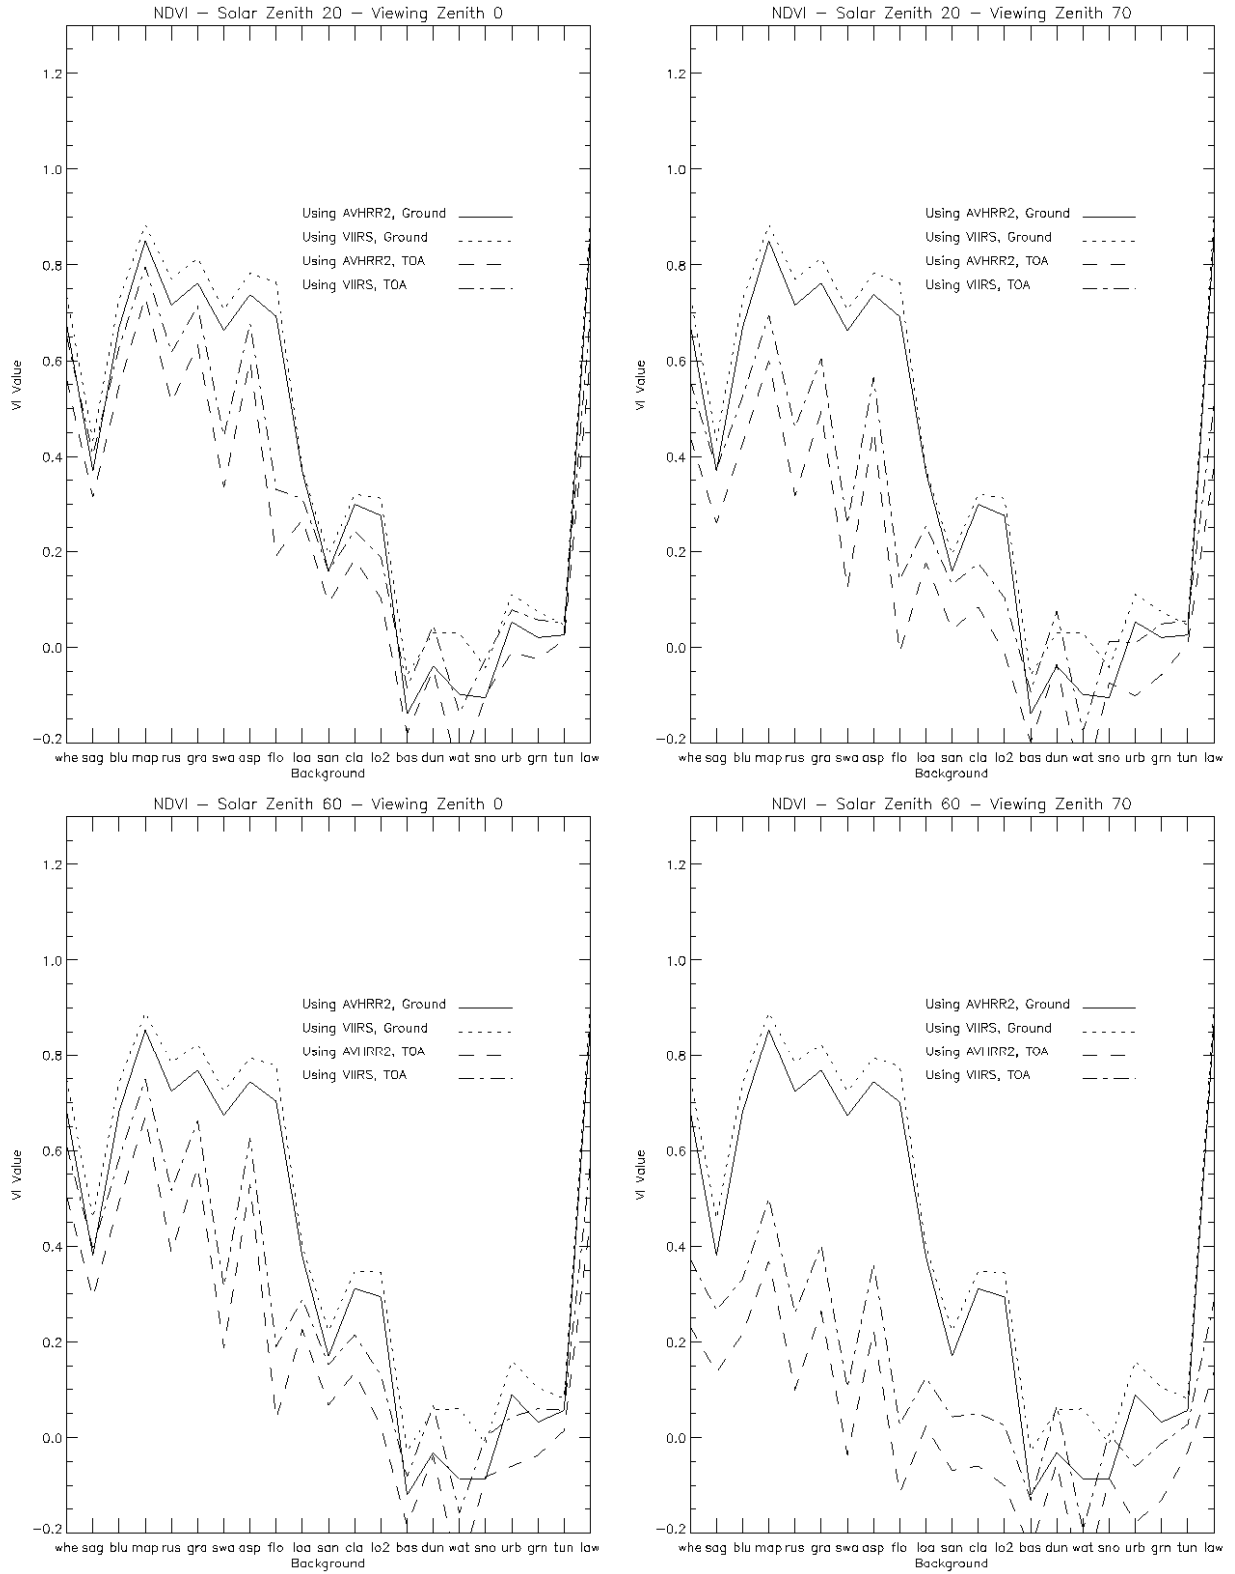 NDVI – Solar Zenith 20 – Viewing Zenith 0
1.2
1.0
0.8
0.6
0.4
0.2
0.0
−0.2
VI Value
Using AVHRR2, Ground
Using VIIRS, Ground
Using AVHRR2, TOA
Using VIIRS, TOA
whe sag blu map rus gra swa asp flo loa san cla lo2 bas dun wat sno urb grn tun law
Background
NDVI – Solar Zenith 20 – Viewing Zenith 70
1.2
1.0
0.8
0.6
0.4
0.2
0.0
−0.2
VI Value
Using AVHRR2, Ground
Using VIIRS, Ground
Using AVHRR2, TOA
Using VIIRS, TOA
whe sag blu map rus gra swa asp flo loa san cla lo2 bas dun wat sno urb grn tun law
Background
NDVI – Solar Zenith 60 – Viewing Zenith 0
1.2
1.0
0.8
0.6
0.4
0.2
0.0
−0.2
VI Value
Using AVHRR2, Ground
Using VIIRS, Ground
Using AVHRR2, TOA
Using VIIRS, TOA
whe sag blu map rus gra swa asp flo loa san cla lo2 bas dun wat sno urb grn tun law
Background
NDVI – Solar Zenith 60 – Viewing Zenith 70
1.2
1.0
0.8
0.6
0.4
0.2
0.0
−0.2
VI Value
Using AVHRR2, Ground
Using VIIRS, Ground
Using AVHRR2, TOA
Using VIIRS, TOA
whe sag blu map rus gra swa asp flo loa san cla lo2 bas dun wat sno urb grn tun law
Background